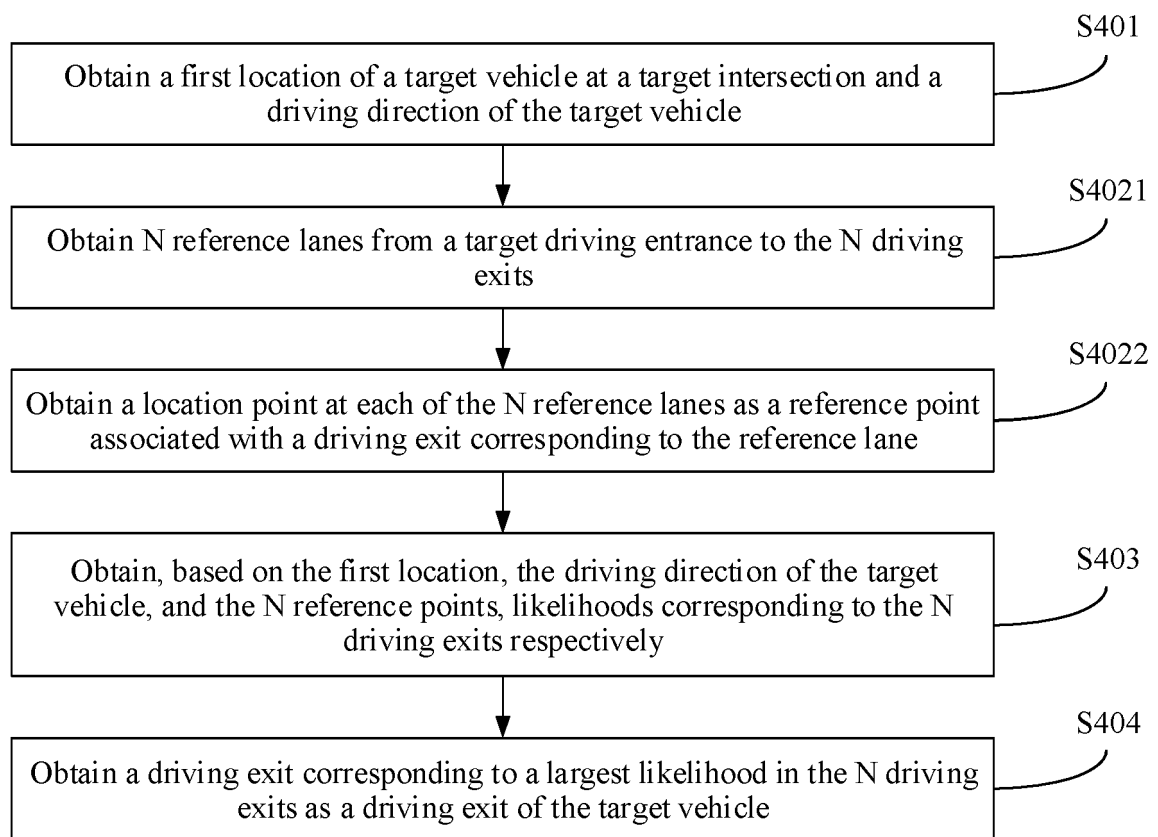 S401
Obtain a first location of a target vehicle at a target intersection and a
driving direction of the target vehicle
S4021
Obtain N reference lanes from a target driving entrance to the N driving
exits
S4022
Obtain a location point at each of the N reference lanes as a reference point
associated with a driving exit corresponding to the reference lane
S403
Obtain, based on the first location, the driving direction of the target
vehicle, and the N reference points, likelihoods corresponding to the N
driving exits respectively
S404
Obtain a driving exit corresponding to a largest likelihood in the N driving
exits as a driving exit of the target vehicle